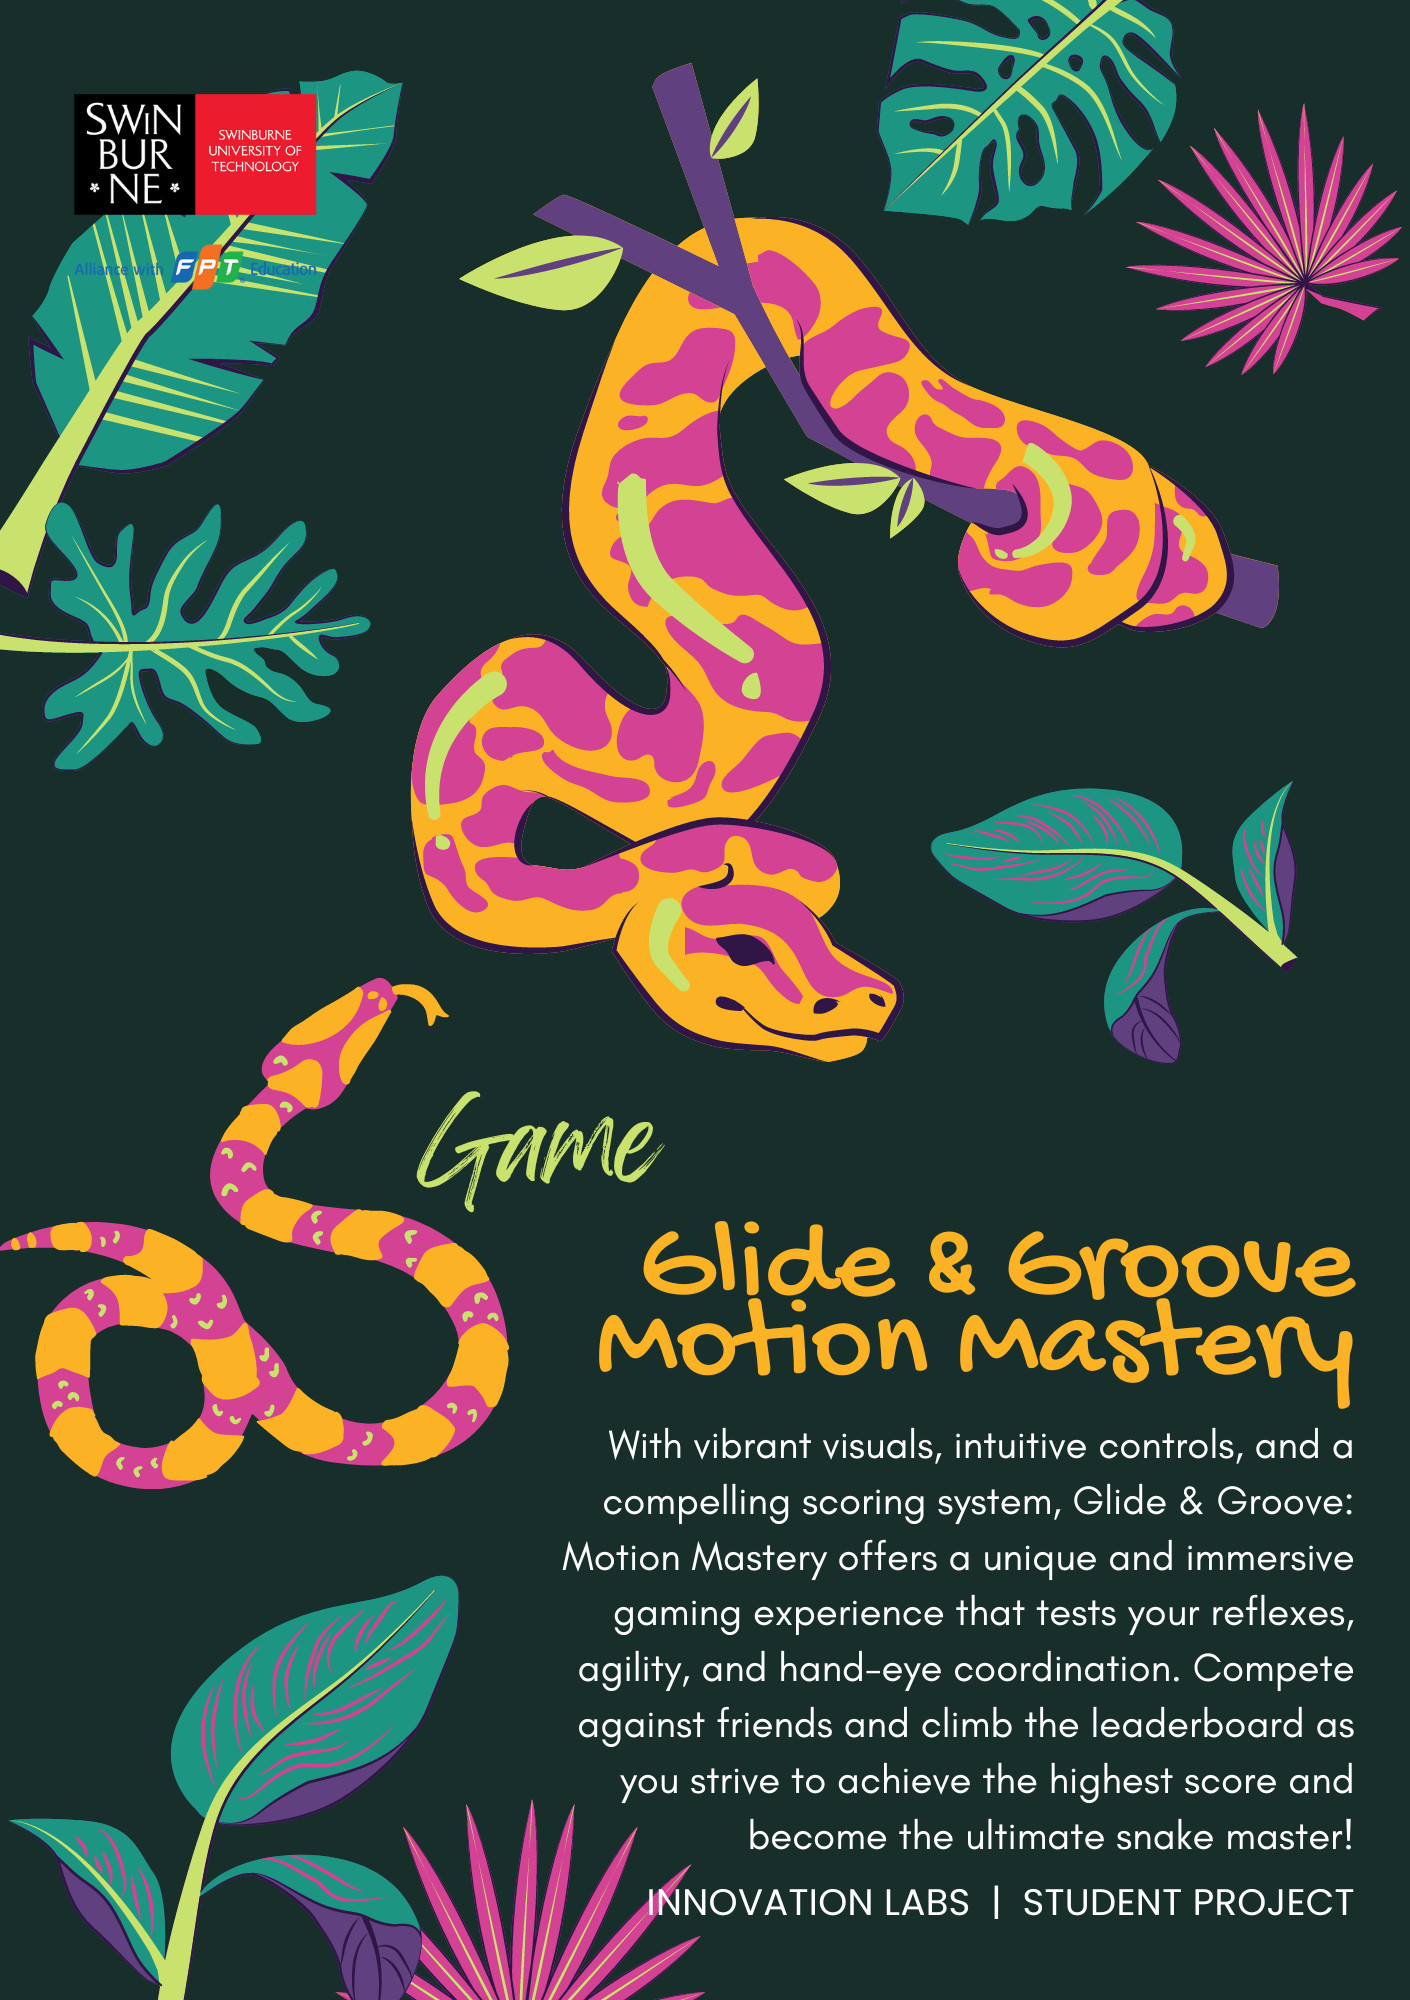 SWIN
BUR
NE
SWINBURNE
UNIVERSITY OF
TECHNOLOGY
Alliance with FPT Education
Game
Glide & Groove
Motion Mastery
With vibrant visuals, intuitive controls, and a
compelling scoring system, Glide & Groove:
Motion Mastery offers a unique and immersive
gaming experience that tests your reflexes,
agility, and hand-eye coordination. Compete
against friends and climb the leaderboard as
you strive to achieve the highest score and
become the ultimate snake master!
INNOVATION LABS | STUDENT PROJECT